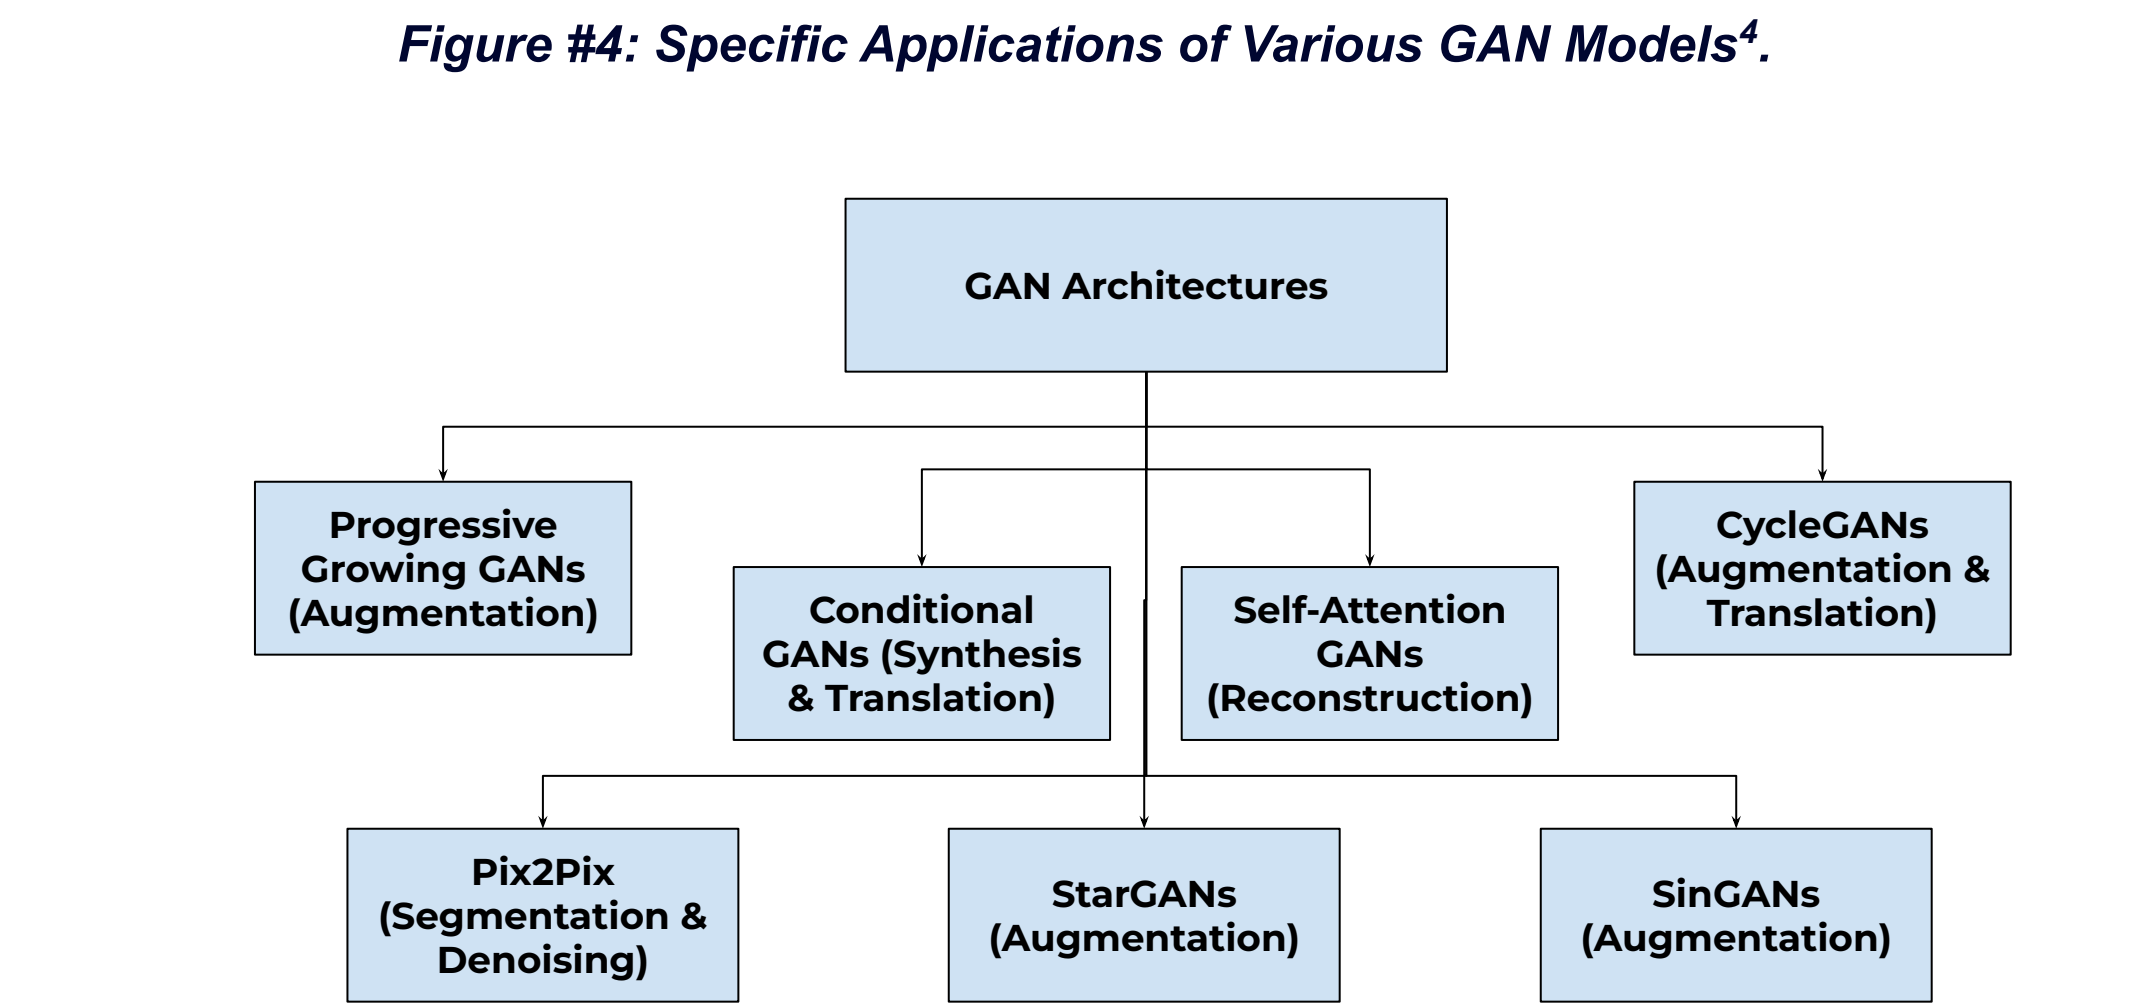 Figure #4: Specific Applications of Various GAN Models⁴.
GAN Architectures
Progressive
Growing GANs
(Augmentation)
Conditional
GANs (Synthesis
& Translation)
Self-Attention
GANs
(Reconstruction)
CycleGANs
(Augmentation &
Translation)
Pix2Pix
(Segmentation &
Denoising)
StarGANs
(Augmentation)
SinGANs
(Augmentation)